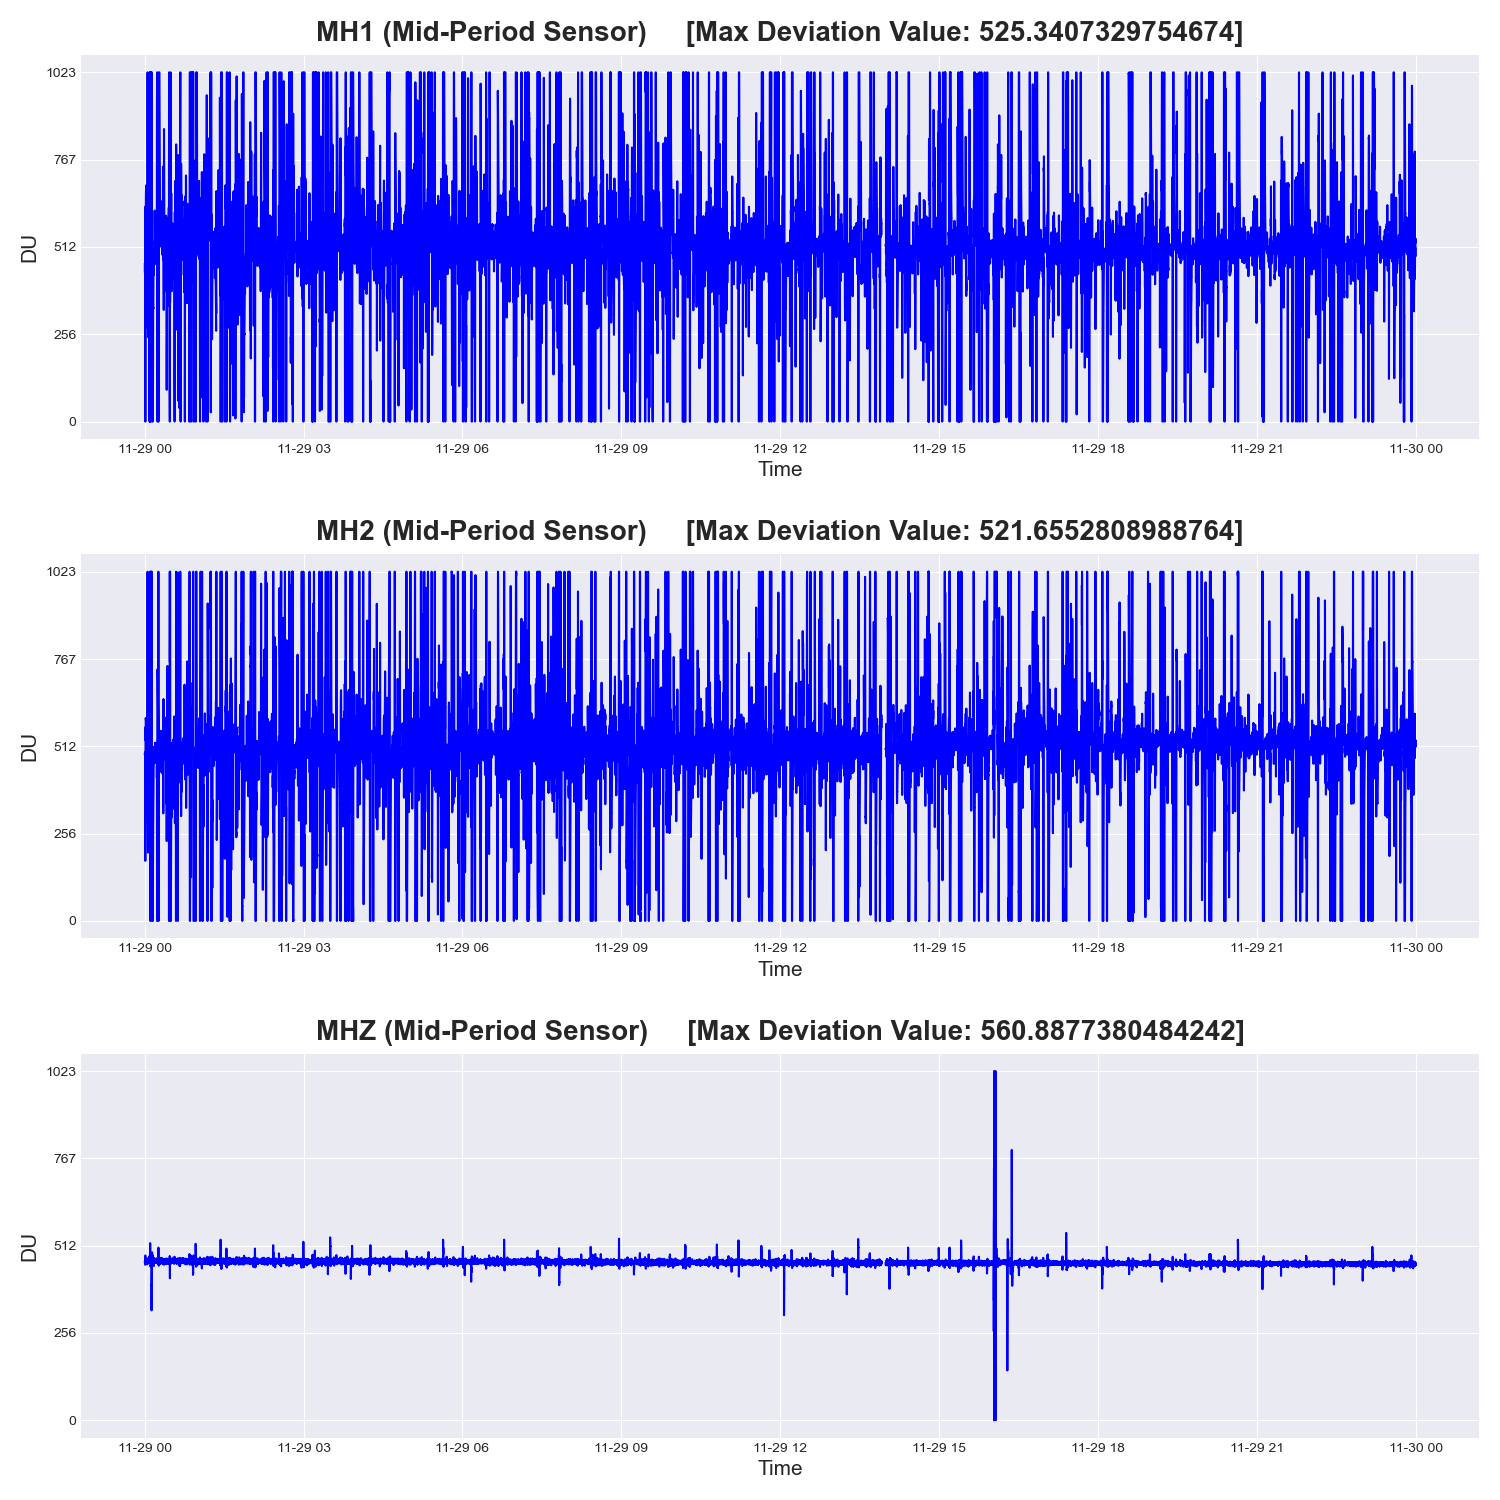 MH1 (Mid-Period Sensor) [Max Deviation Value: 525.3407329754674]
1023
767
512
256
0
DU
11-29 00 11-29 03 11-29 06 11-29 09 11-29 12 11-29 15 11-29 18 11-29 21 11-30 00
Time
MH2 (Mid-Period Sensor) [Max Deviation Value: 521.6552808988764]
1023
767
512
256
0
DU
11-29 00 11-29 03 11-29 06 11-29 09 11-29 12 11-29 15 11-29 18 11-29 21 11-30 00
Time
MHZ (Mid-Period Sensor) [Max Deviation Value: 560.8877380484242]
1023
767
512
256
0
DU
11-29 00 11-29 03 11-29 06 11-29 09 11-29 12 11-29 15 11-29 18 11-29 21 11-30 00
Time